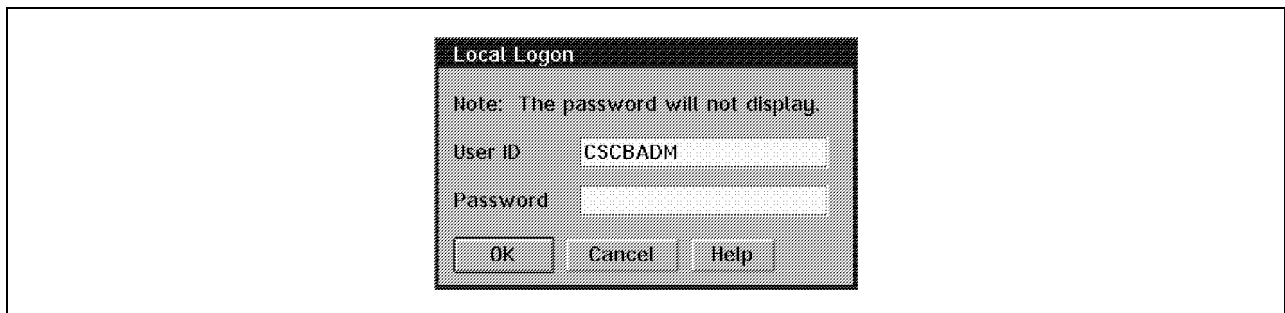 Local Logon
Note: The password will not display.
User ID CSCBADM
Password
OK Cancel Help